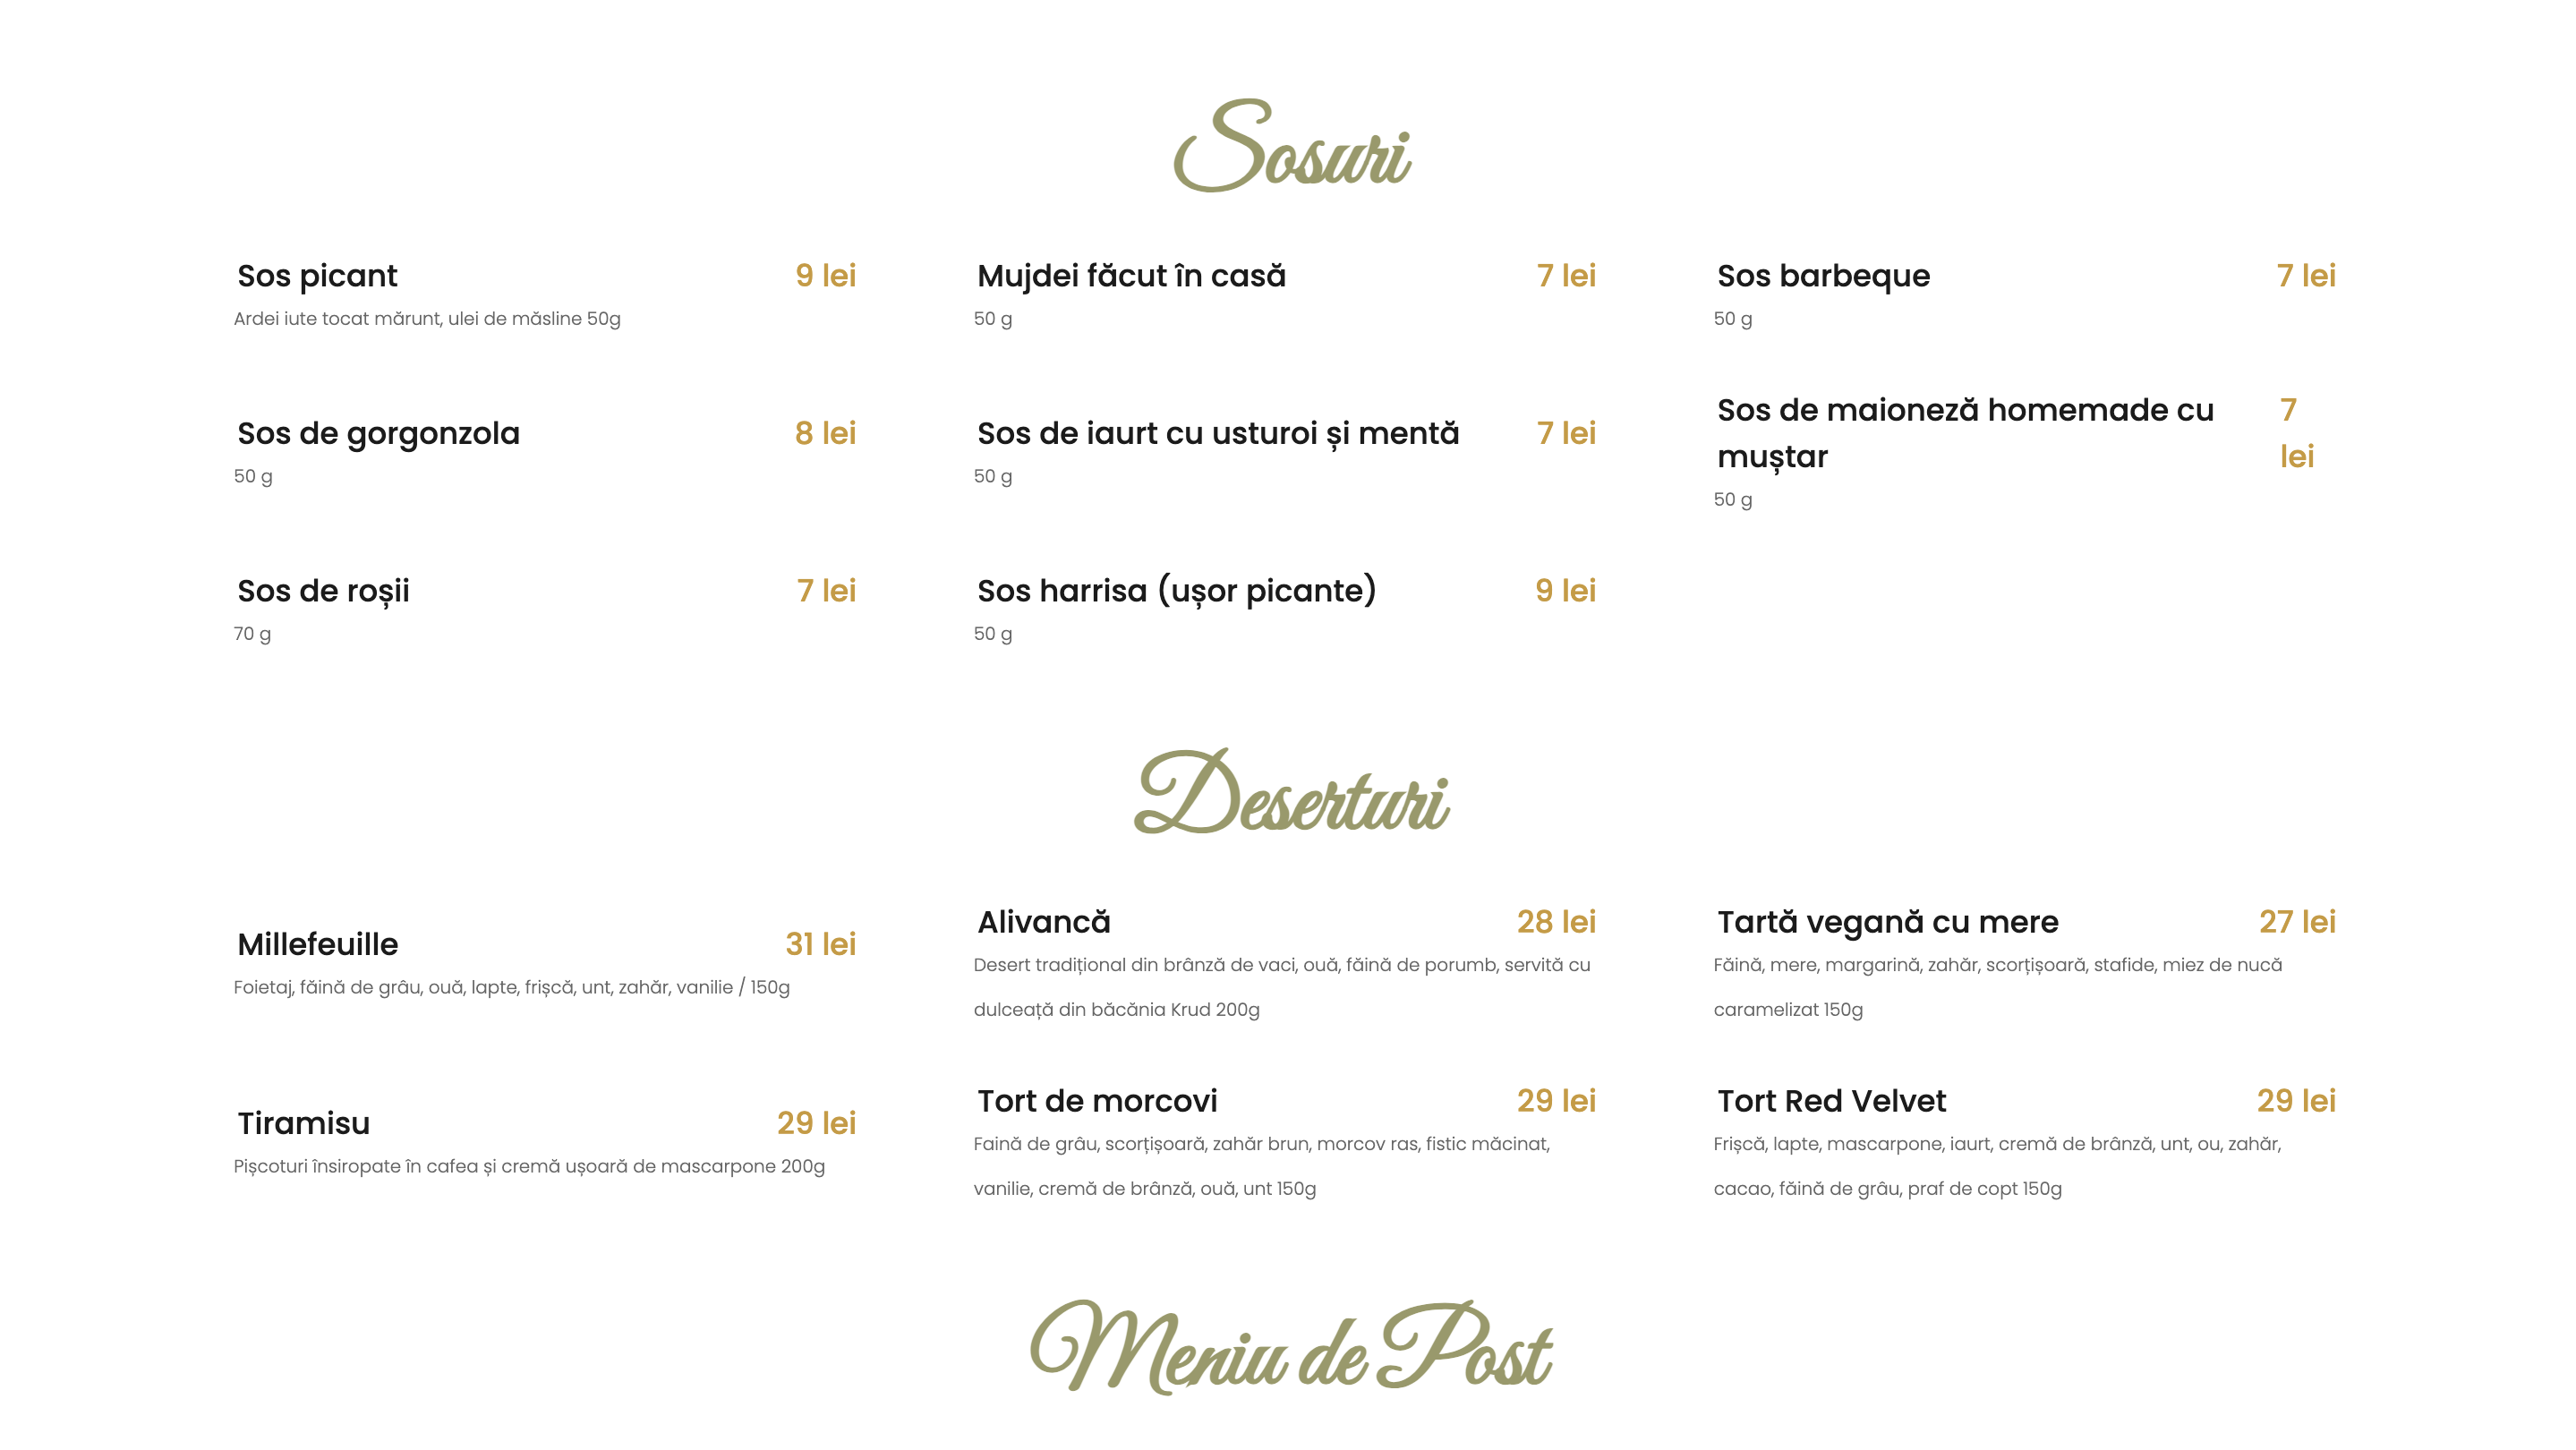 Sosuri
Sos picant 9 lei
Ardei iute tocat mărunt, ulei de măsline 50g
Mujdei făcut în casă 7 lei
50 g
Sos barbeque 7 lei
50 g
Sos de gorgonzola 8 lei
50 g
Sos de iaurt cu usturoi și mentă 7 lei
50 g
Sos de maioneză homemade cu 7
muștar lei
50 g
Sos de roșii 7 lei
70 g
Sos harrisa (ușor picante) 9 lei
50 g
Deserturi
Millefeuille 31 lei
Foietaj, făină de grâu, ouă, lapte, frișcă, unt, zahăr, vanilie / 150g
Alivancă 28 lei
Desert tradițional din brânză de vaci, ouă, făină de porumb, servită cu
dulceață din băcănia Krud 200g
Tartă vegană cu mere 27 lei
Făină, mere, margarină, zahăr, scorțișoară, stafide, miez de nucă
caramelizat 150g
Tiramisu 29 lei
Pișcoturi însiropate în cafea și cremă ușoară de mascarpone 200g
Tort de morcovi 29 lei
Faină de grâu, scorțișoară, zahăr brun, morcov ras, fistic măcinat,
vanilie, cremă de brânză, ouă, unt 150g
Tort Red Velvet 29 lei
Frișcă, lapte, mascarpone, iaurt, cremă de brânză, unt, ou, zahăr,
cacao, făină de grâu, praf de copt 150g
Meniu de Post